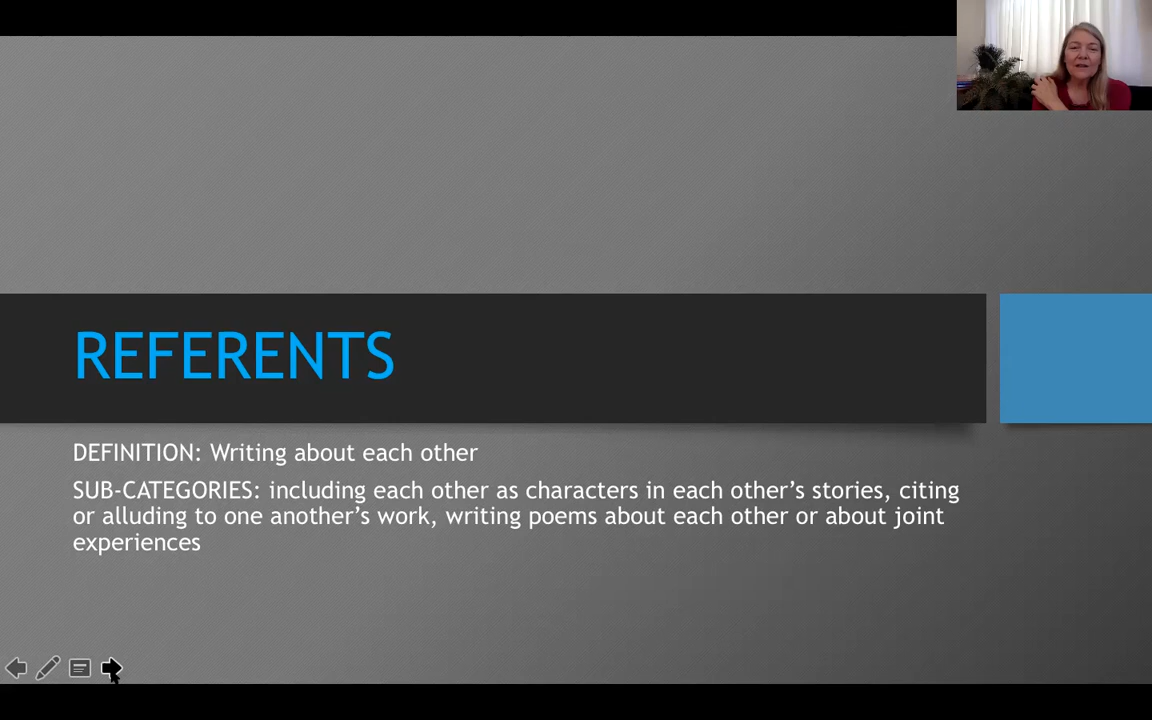 REFERENTS
DEFINITION: Writing about each other
SUB-CATEGORIES: including each other as characters in each other’s stories, citing
or alluding to one another’s work, writing poems about each other or about joint
experiences